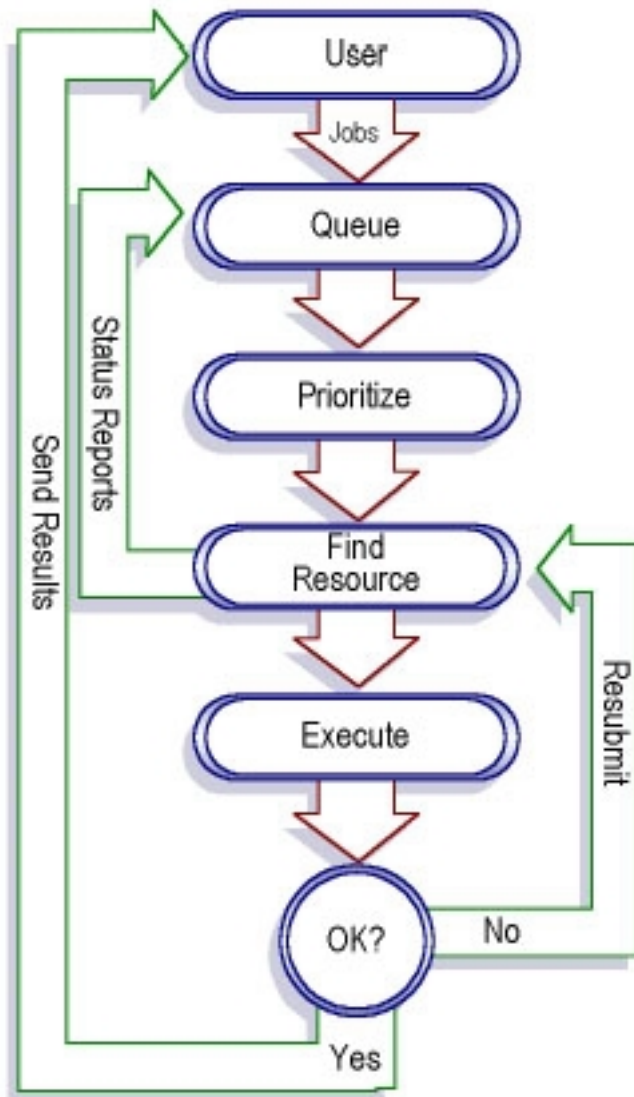 User
Jobs
Queue
Status Reports
Send Results
Prioritize
Find
Resource
Resubmit
Execute
OK?
No
Yes